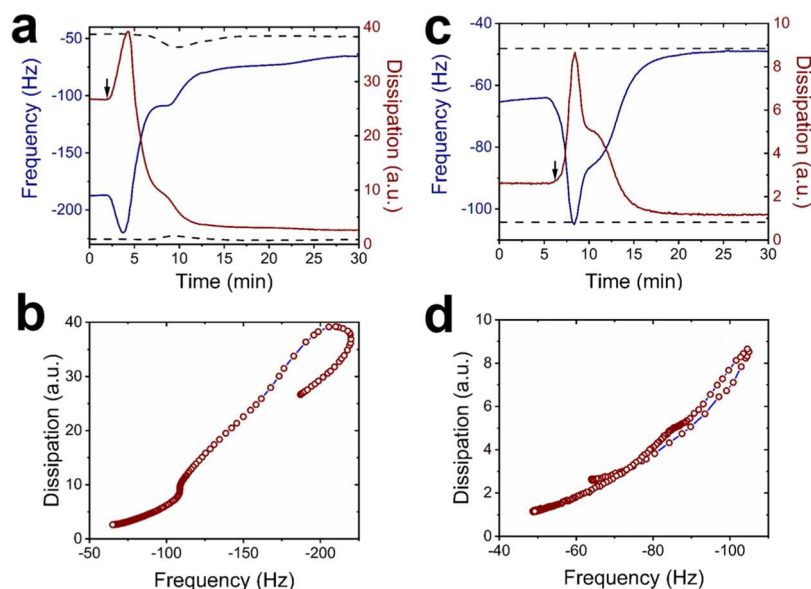 a
-50
-100
-150
-200
Frequency (Hz)
0 5 10 15 20 25 30
Time (min)
40
30
20
10
0
Dissipation (a.u.)
c
-40
-60
-80
-100
Frequency (Hz)
0 5 10 15 20 25 30
Time (min)
10
8
6
4
2
0
Dissipation (a.u.)
b
40
30
20
10
0
Dissipation (a.u.)
-50 -100 -150 -200
Frequency (Hz)
d
10
8
6
4
2
0
Dissipation (a.u.)
-40 -60 -80 -100
Frequency (Hz)